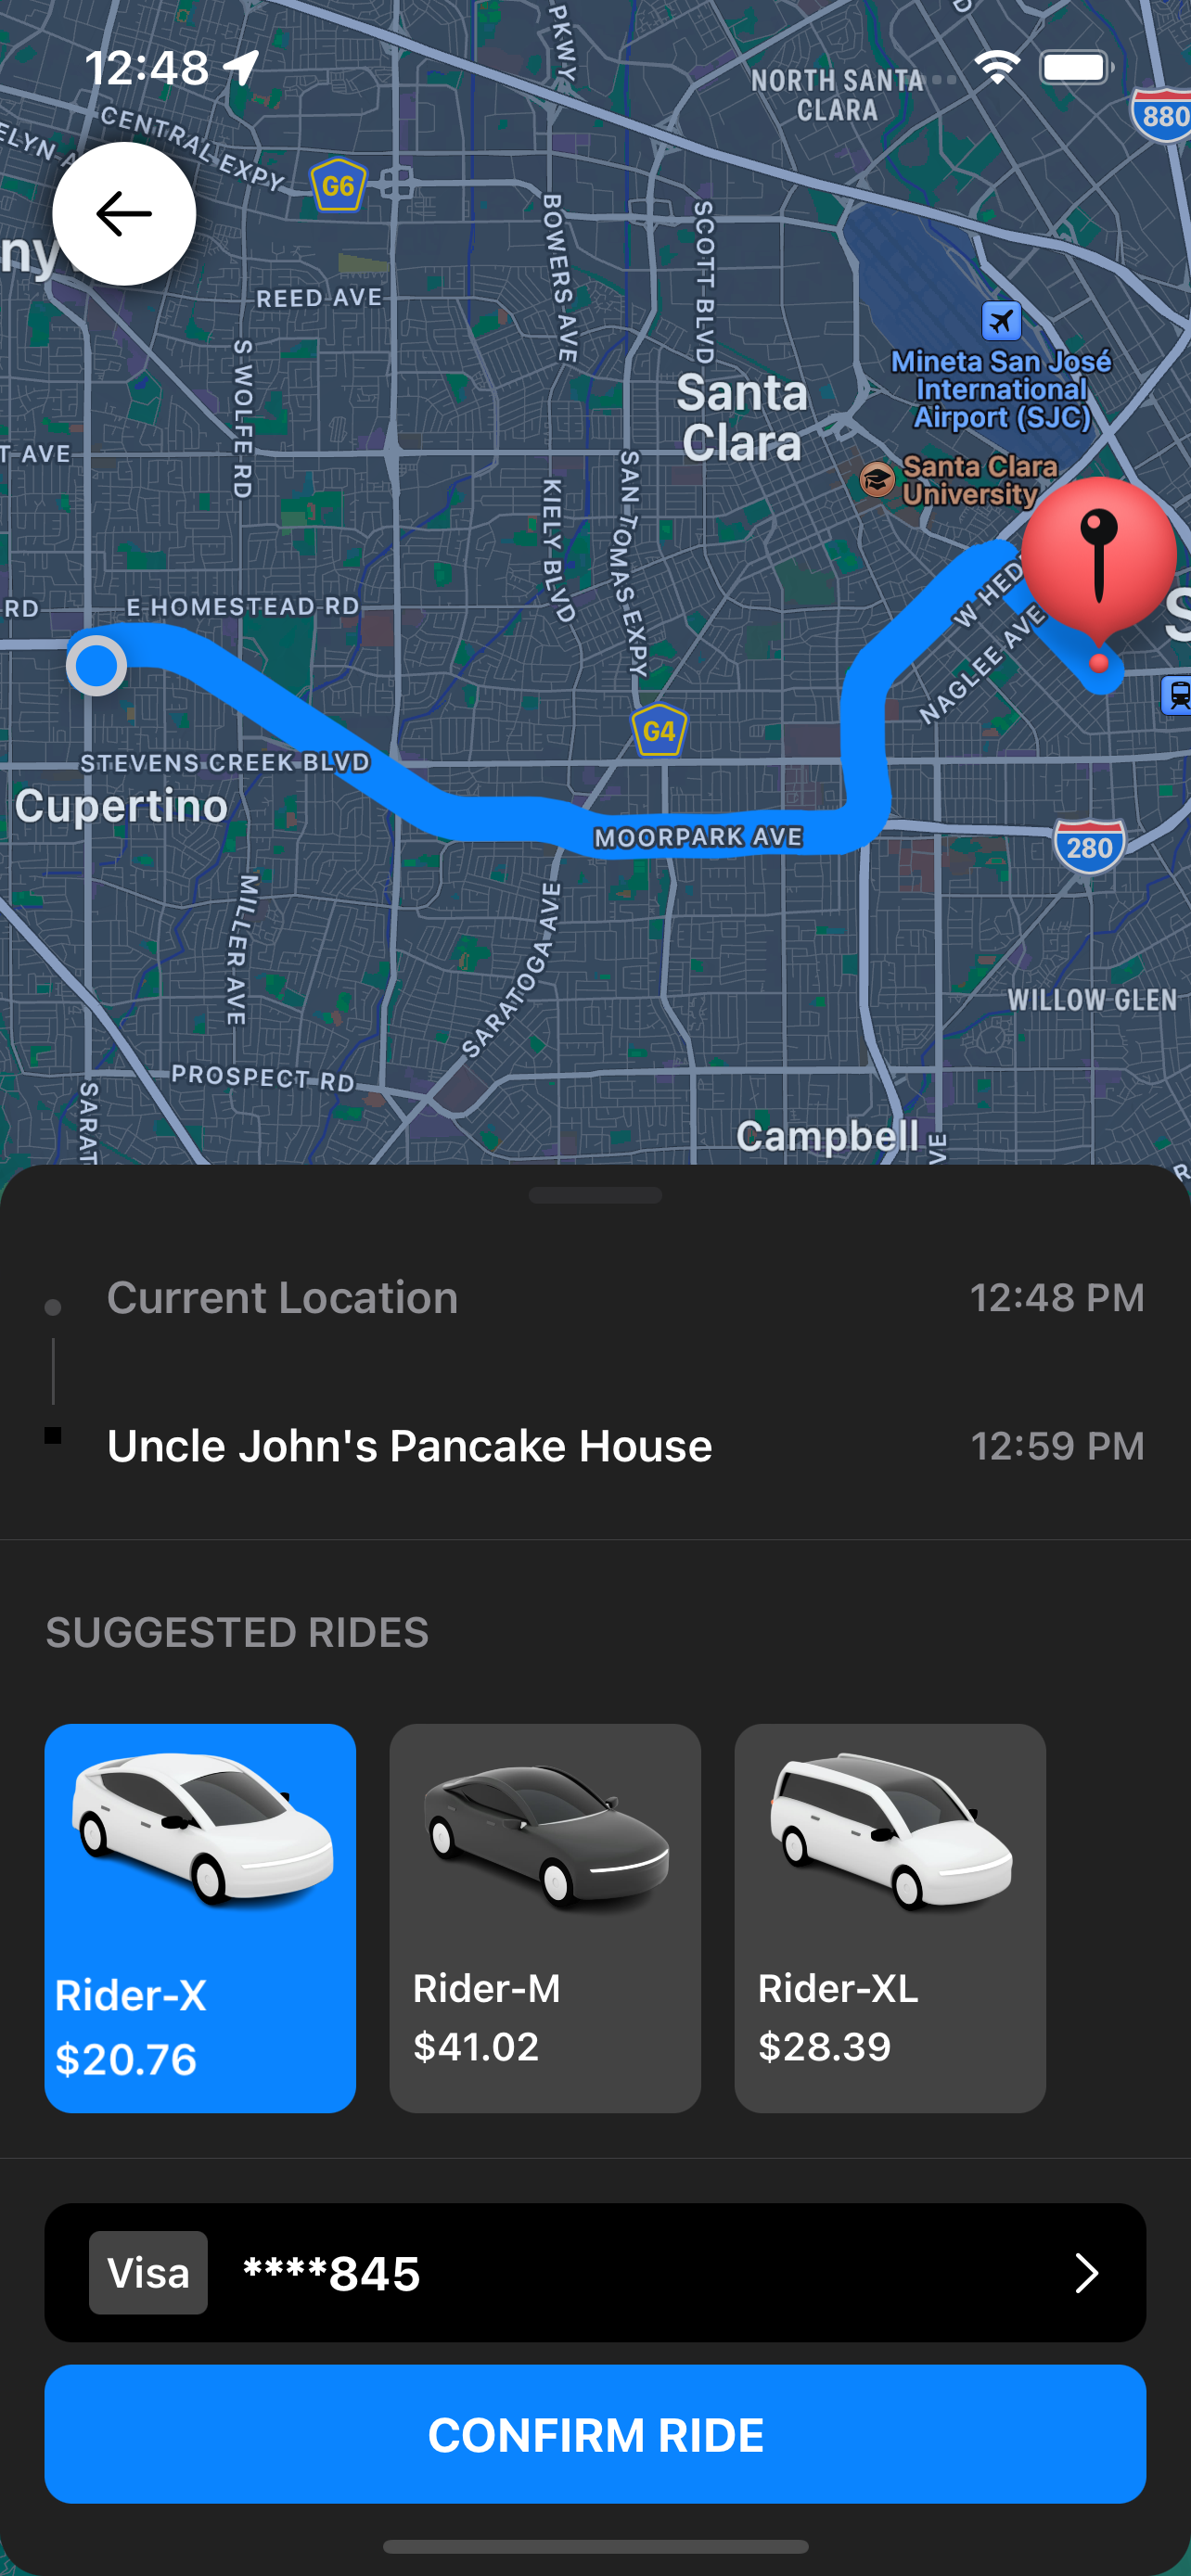 12:48
PKWY
NORTH SANTA
CLARA
880
CENTRAL EXPY
G6
BOWERS AVE
SCOTT BLVD
REED AVE
S WOLFE RD
Mineta San José
International
Airport (SJC)
Santa
Clara
T AVE
SAN TOMAS EXPY
KIELY BLVD
Santa Clara
University
RD
E HOMESTEAD RD
NAGLEE AVE
G4
STEVENS CREEK BLVD
Cupertino
MOORPARK AVE
280
MILLER AVE
SARATOGA AVE
WILLOW GLEN
PROSPECT RD
SARAT
Campbell
VE
Current Location
12:48 PM
Uncle John's Pancake House
12:59 PM
SUGGESTED RIDES
Rider-X
$20.76
Rider-M
$41.02
Rider-XL
$28.39
Visa
****845
CONFIRM RIDE